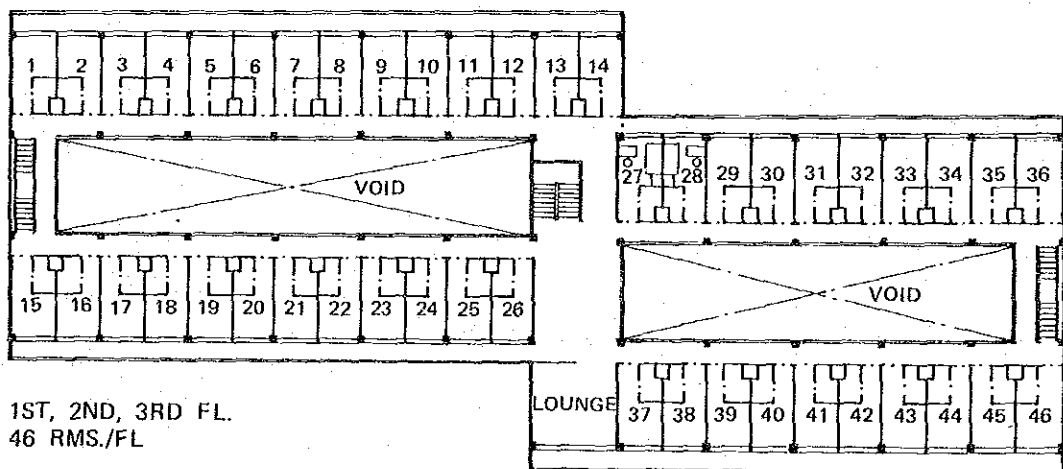 1 2 3 4 5 6 7 8 9 10 11 12 13 14
VOID
27 28 29 30 31 32 33 34 35 36
15 16 17 18 19 20 21 22 23 24 25 26
VOID
LOUNGE 37 38 39 40 41 42 43 44 45 46
1ST, 2ND, 3RD FL.
46 RMS./FL